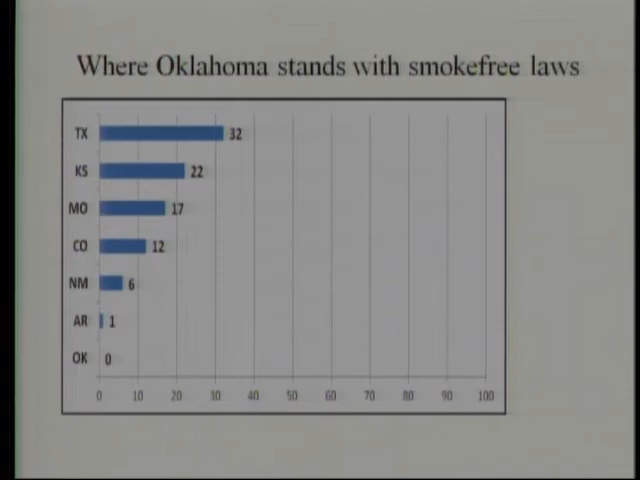 Where Oklahoma stands with smokefree laws
TX 32
KS 22
MO 17
CO 12
NM 6
AR 1
OK 0
0 10 20 30 40 50 60 70 80 90 100